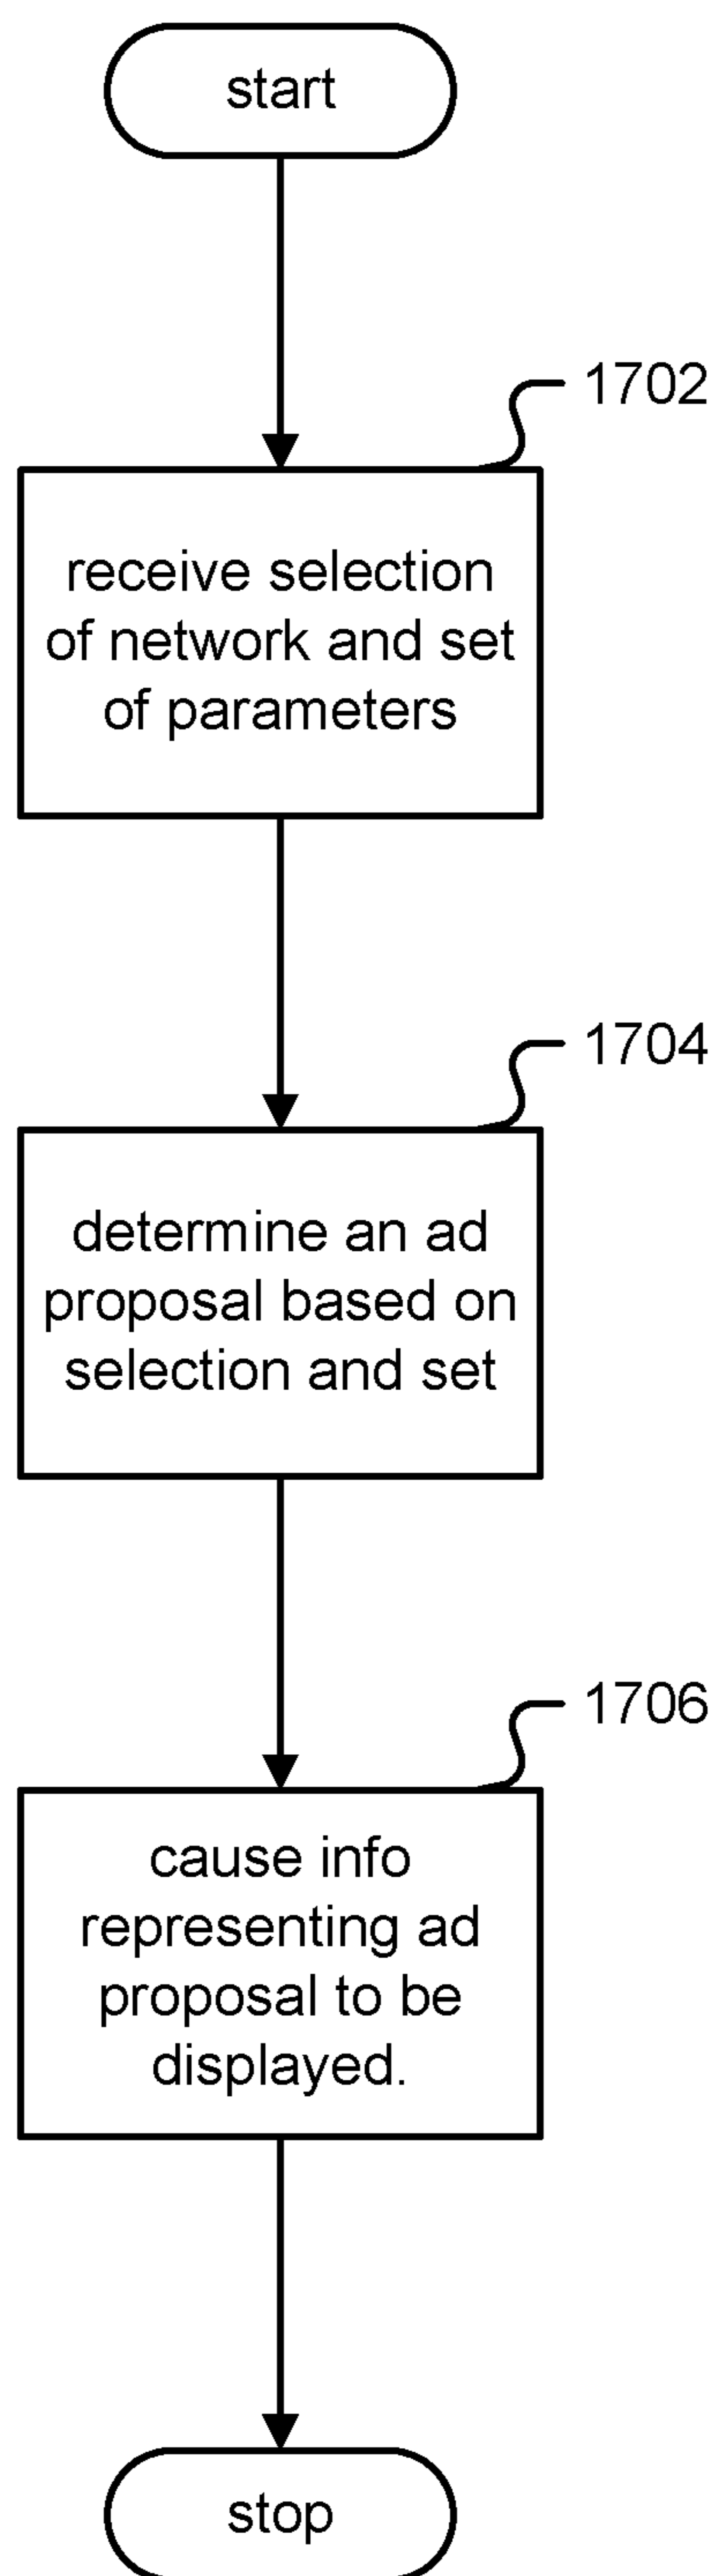 start
1702
receive selection
of network and set
of parameters
1704
determine an ad
proposal based on
selection and set
1706
cause info
representing ad
proposal to be
displayed.
stop